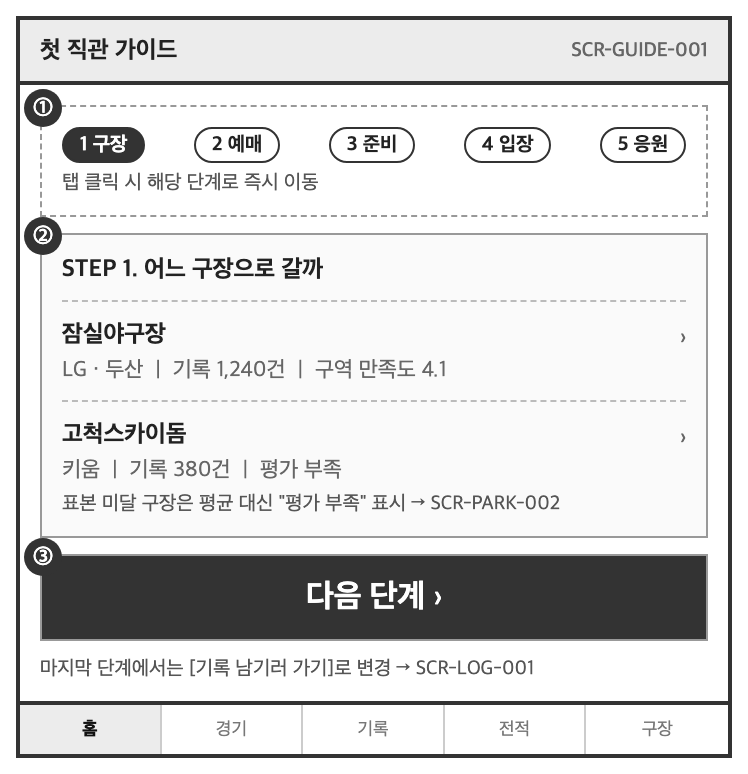 첫 직관 가이드 SCR-GUIDE-001
①
1 구장 2 예매 3 준비 4 입장 5 응원
탭 클릭 시 해당 단계로 즉시 이동
②
STEP 1. 어느 구장으로 갈까
잠실야구장 ›
LG · 두산 | 기록 1,240건 | 구역 만족도 4.1
고척스카이돔 ›
키움 | 기록 380건 | 평가 부족
표본 미달 구장은 평균 대신 "평가 부족" 표시 → SCR-PARK-002
③
다음 단계 ›
마지막 단계에서는 [기록 남기러 가기]로 변경 → SCR-LOG-001
홈 경기 기록 전적 구장